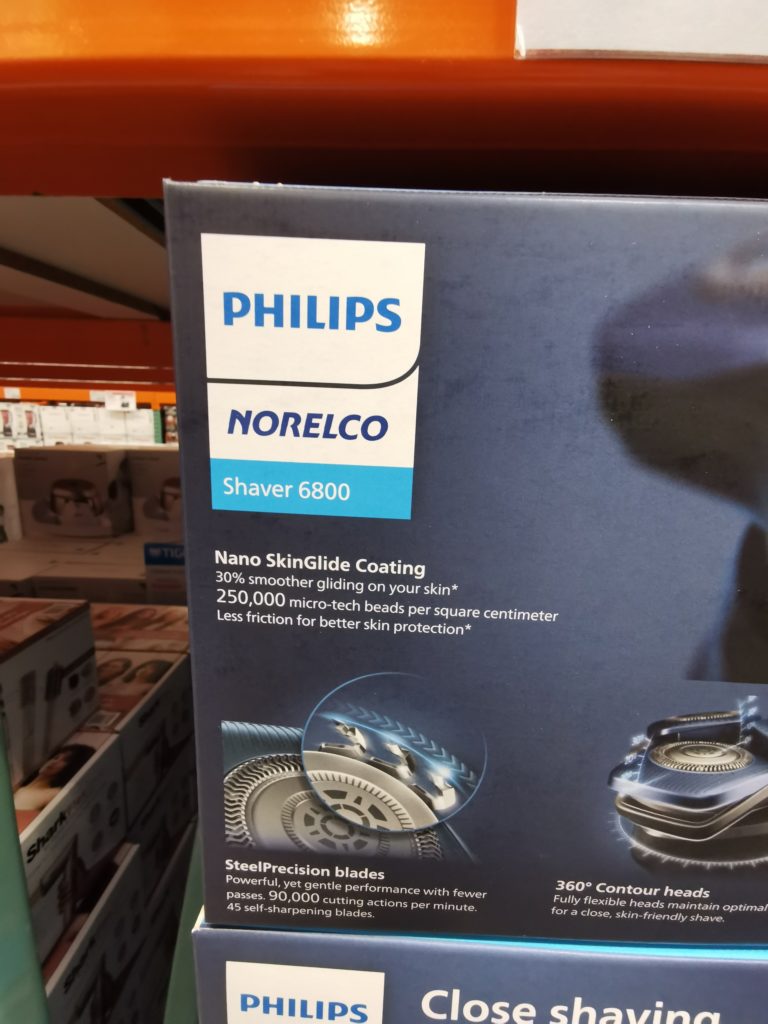 PHILIPS
NORELCO
Shaver 6800
Nano SkinGlide Coating
30% smoother gliding on your skin*
250,000 micro-tech beads per square centimeter
Less friction for better skin protection*
SteelPrecision blades
Powerful, yet gentle performance with fewer
passes. 90,000 cutting actions per minute.
45 self-sharpening blades.
360° Contour heads
Fully flexible heads maintain optimal
for a close, skin-friendly shave.
PHILIPS
Close shaving
Shark